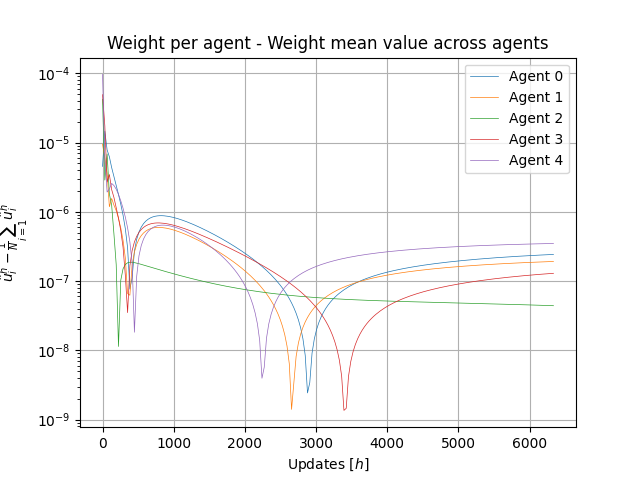 Weight per agent - Weight mean value across agents
10⁻⁴
10⁻⁵
10⁻⁶
10⁻⁷
10⁻⁸
10⁻⁹
Agent 0
Agent 1
Agent 2
Agent 3
Agent 4
0 1000 2000 3000 4000 5000 6000
Updates [h]